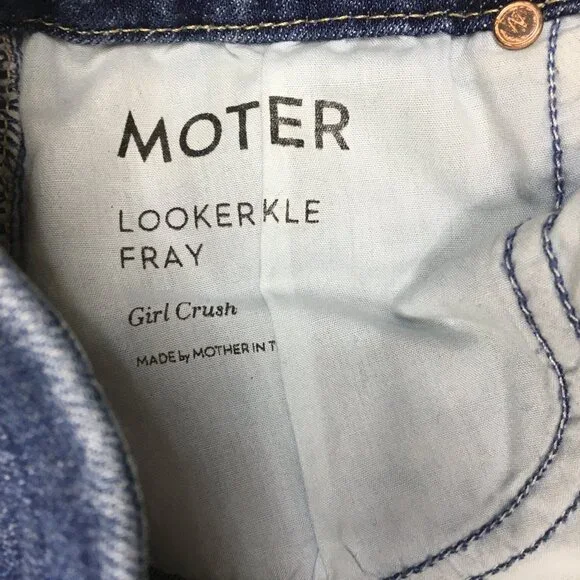 MOTER
LOOKERKLE
FRAY
Girl Crush
MADE by MOTHER IN T